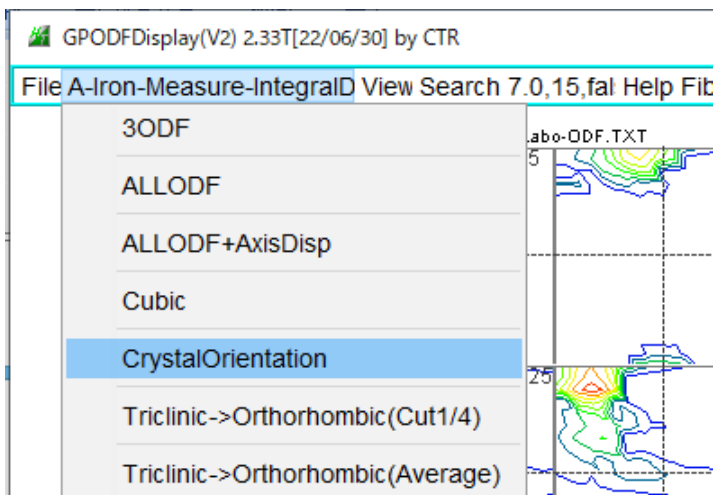 GPODFDisplay(V2) 2.33T[22/06/30] by CTR
File A-Iron-Measure-IntegralD View Search 7.0,15,fal Help Fib
3ODF
abo-ODF.TXT
5
ALLODF
ALLODF+AxisDisp
Cubic
CrystalOrientation
25
Triclinic->Orthorhombic(Cut1/4)
Triclinic->Orthorhombic(Average)